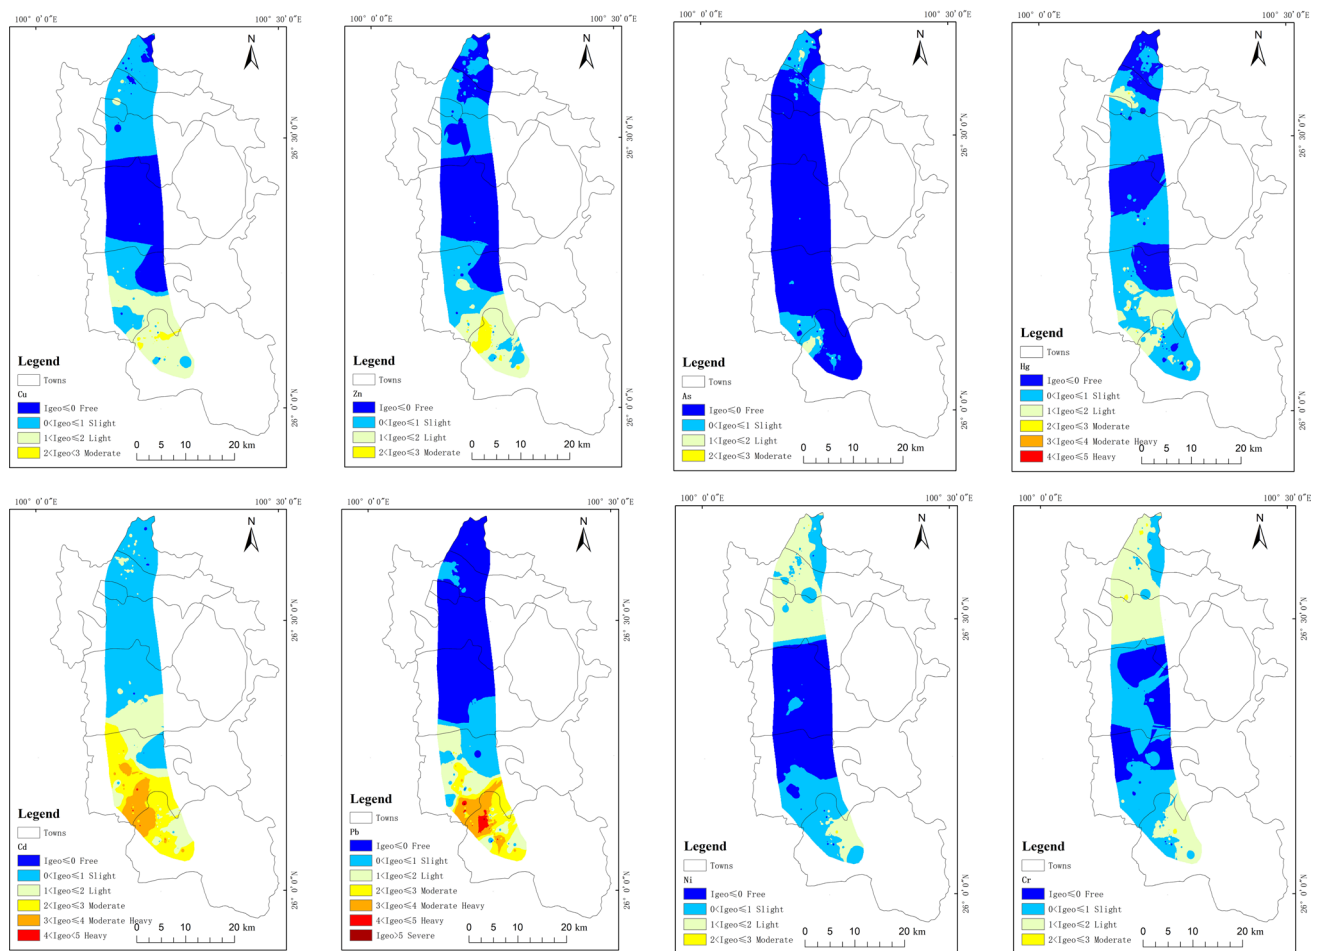 100° 0′0″E
100° 30′0″E
N
26° 30′0″N
26° 0′0″N
Legend
Towns
Cu
Igeo≤0 Free
0<Igeo≤1 Slight
1<Igeo≤2 Light
2<Igeo<3 Moderate
0 5 10 20 km
100° 0′0″E
100° 30′0″E
N
26° 30′0″N
26° 0′0″N
Legend
Towns
Zn
Igeo≤0 Free
0<Igeo≤1 Slight
1<Igeo≤2 Light
2<Igeo≤3 Moderate
0 5 10 20 km
100° 0′0″E
100° 30′0″E
N
26° 30′0″N
26° 0′0″N
Legend
Towns
As
Igeo≤0 Free
0<Igeo≤1 Slight
1<Igeo≤2 Light
2<Igeo≤3 Moderate
0 5 10 20 km
100° 0′0″E
100° 30′0″E
N
26° 30′0″N
26° 0′0″N
Legend
Towns
Hg
Igeo≤0 Free
0<Igeo≤1 Slight
1<Igeo≤2 Light
2<Igeo≤3 Moderate
3<Igeo≤4 Moderate Heavy
4<Igeo≤5 Heavy
0 5 10 20 km
100° 0′0″E
100° 30′0″E
N
26° 30′0″N
26° 0′0″N
Legend
Towns
Cd
Igeo≤0 Free
0<Igeo≤1 Slight
1<Igeo≤2 Light
2<Igeo≤3 Moderate
3<Igeo≤4 Moderate Heavy
4<Igeo<5 Heavy
0 5 10 20 km
100° 0′0″E
100° 30′0″E
N
26° 30′0″N
26° 0′0″N
Legend
Towns
Pb
Igeo≤0 Free
0<Igeo≤1 Slight
1<Igeo≤2 Light
2<Igeo≤3 Moderate
3<Igeo≤4 Moderate Heavy
4<Igeo≤5 Heavy
Igeo>5 Severe
0 5 10 20 km
100° 0′0″E
100° 30′0″E
N
26° 30′0″N
26° 0′0″N
Legend
Towns
Ni
Igeo≤0 Free
0<Igeo≤1 Slight
1<Igeo≤2 Light
2<Igeo≤3 Moderate
0 5 10 20 km
100° 0′0″E
100° 30′0″E
N
26° 30′0″N
26° 0′0″N
Legend
Towns
Cr
Igeo≤0 Free
0<Igeo≤1 Slight
1<Igeo≤2 Light
2<Igeo≤3 Moderate
0 5 10 20 km